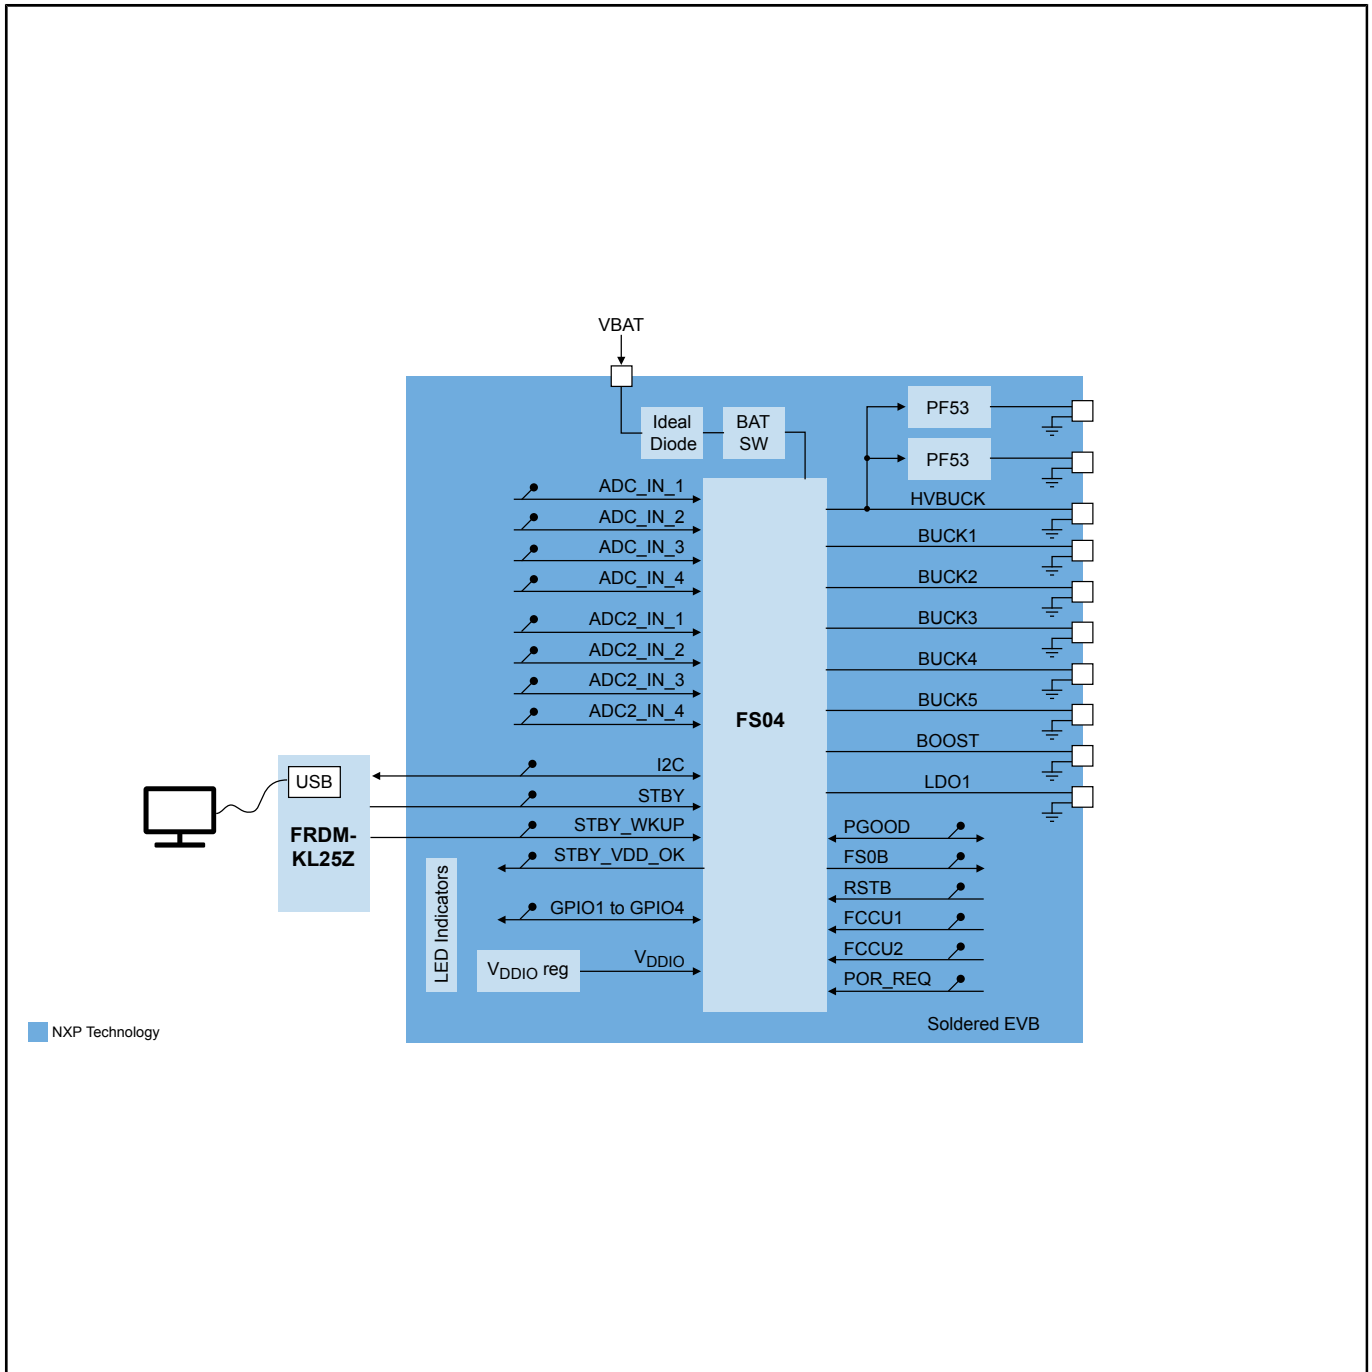 VBAT
Ideal
Diode
BAT
SW
PF53
PF53
HVBUCK
BUCK1
BUCK2
BUCK3
BUCK4
BUCK5
BOOST
LDO1
ADC_IN_1
ADC_IN_2
ADC_IN_3
ADC_IN_4
ADC2_IN_1
ADC2_IN_2
ADC2_IN_3
ADC2_IN_4
FS04
I2C
STBY
STBY_WKUP
STBY_VDD_OK
GPIO1 to GPIO4
VDDIO
VDDIO reg
LED Indicators
USB
FRDM-
KL25Z
PGOOD
FS0B
RSTB
FCCU1
FCCU2
POR_REQ
Soldered EVB
NXP Technology